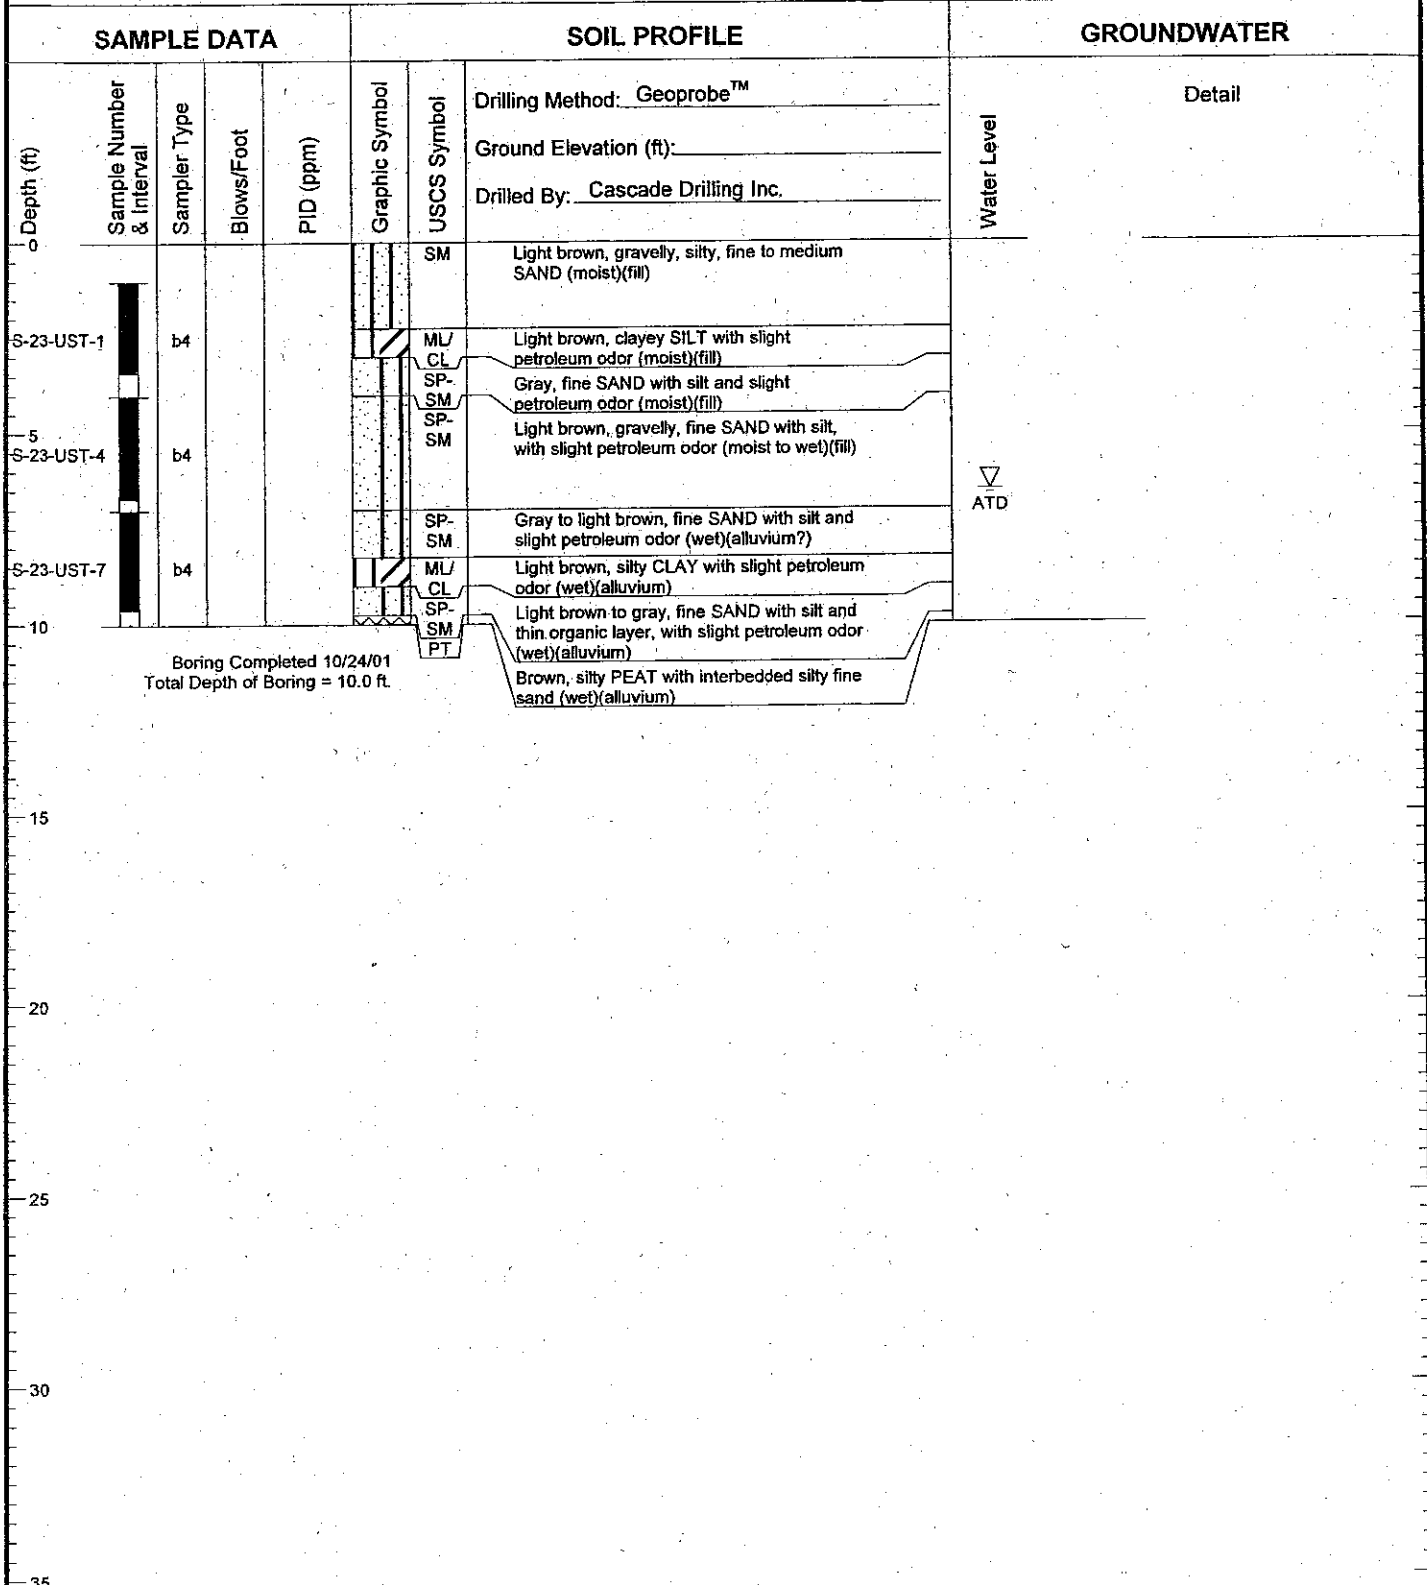 SAMPLE DATA
SOIL PROFILE
GROUNDWATER
Depth (ft)
Sample Number
& Interval
Sampler Type
Blows/Foot
PID (ppm)
Graphic Symbol
USCS Symbol
Drilling Method: Geoprobe™
Ground Elevation (ft):
Drilled By: Cascade Drilling Inc.
Water Level
Detail
0
SM
Light brown, gravelly, silty, fine to medium
SAND (moist)(fill)
S-23-UST-1
b4
ML/
CL
Light brown, clayey SILT with slight
petroleum odor (moist)(fill)
SP-
SM
Gray, fine SAND with silt and slight
petroleum odor (moist)(fill)
5
S-23-UST-4
b4
SP-
SM
Light brown, gravelly, fine SAND with silt,
with slight petroleum odor (moist to wet)(fill)
ATD
SP-
SM
Gray to light brown, fine SAND with silt and
slight petroleum odor (wet)(alluvium?)
S-23-UST-7
b4
ML/
CL
Light brown, silty CLAY with slight petroleum
odor (wet)(alluvium)
SP-
SM
Light brown to gray, fine SAND with silt and
thin organic layer, with slight petroleum odor
(wet)(alluvium)
10
PT
Brown, silty PEAT with interbedded silty fine
sand (wet)(alluvium)
Boring Completed 10/24/01
Total Depth of Boring = 10.0 ft.
15
20
25
30
35